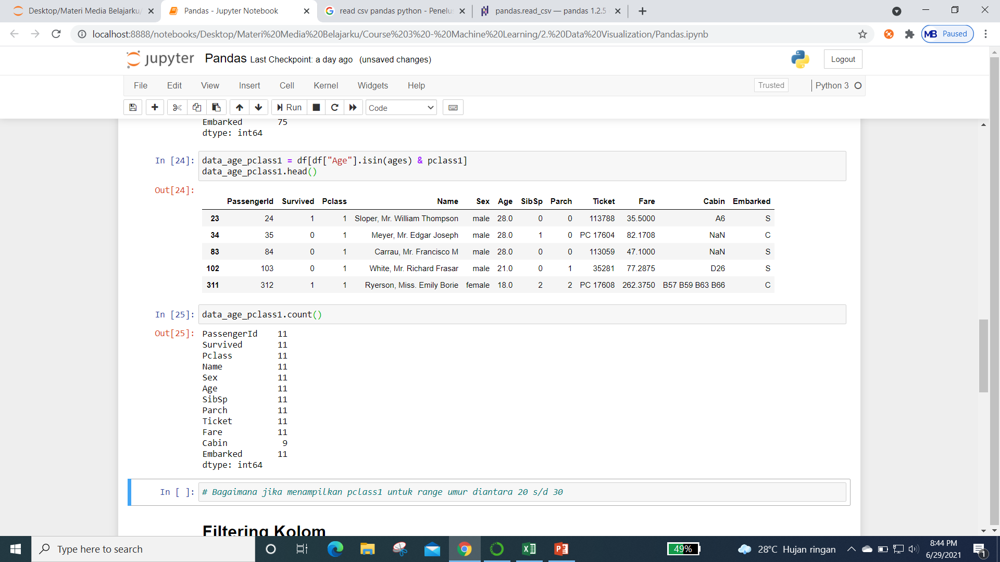 Desktop/Materi Media Belajarku/
Pandas - Jupyter Notebook
read csv pandas python - Penelu
pandas.read_csv — pandas 1.2.5
localhost:8888/notebooks/Desktop/Materi%20Media%20Belajarku/Course%203%20-%20Machine%20Learning/2.%20Data%20Visualization/Pandas.ipynb
MB Paused
jupyter Pandas Last Checkpoint: a day ago (unsaved changes)
Logout
File Edit View Insert Cell Kernel Widgets Help
Trusted
Python 3
Run
Code
Embarked 75
dtype: int64
In [24]: data_age_pclass1 = df[df["Age"].isin(ages) & pclass1]
data_age_pclass1.head()
Out[24]:
PassengerId Survived Pclass Name Sex Age SibSp Parch Ticket Fare Cabin Embarked
23 24 1 1 Sloper, Mr. William Thompson male 28.0 0 0 113788 35.5000 A6 S
34 35 0 1 Meyer, Mr. Edgar Joseph male 28.0 1 0 PC 17604 82.1708 NaN C
83 84 0 1 Carrau, Mr. Francisco M male 28.0 0 0 113059 47.1000 NaN S
102 103 0 1 White, Mr. Richard Frasar male 21.0 0 1 35281 77.2875 D26 S
311 312 1 1 Ryerson, Miss. Emily Borie female 18.0 2 2 PC 17608 262.3750 B57 B59 B63 B66 C
In [25]: data_age_pclass1.count()
Out[25]: PassengerId 11
Survived 11
Pclass 11
Name 11
Sex 11
Age 11
SibSp 11
Parch 11
Ticket 11
Fare 11
Cabin 9
Embarked 11
dtype: int64
In [ ]: # Bagaimana jika menampilkan pclass1 untuk range umur diantara 20 s/d 30
Filtering Kolom
Type here to search
49%
28°C Hujan ringan
8:44 PM
6/29/2021
1